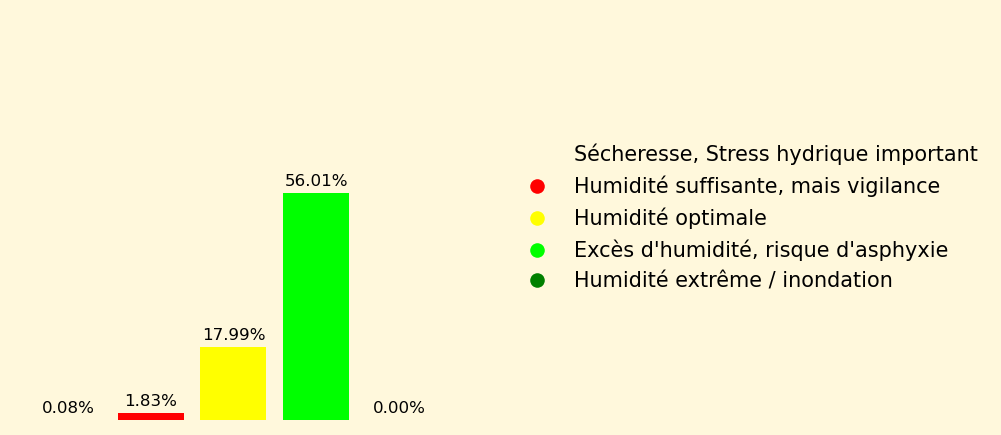 56.01%
17.99%
1.83%
0.08%
0.00%
Sécheresse, Stress hydrique important
Humidité suffisante, mais vigilance
Humidité optimale
Excès d'humidité, risque d'asphyxie
Humidité extrême / inondation